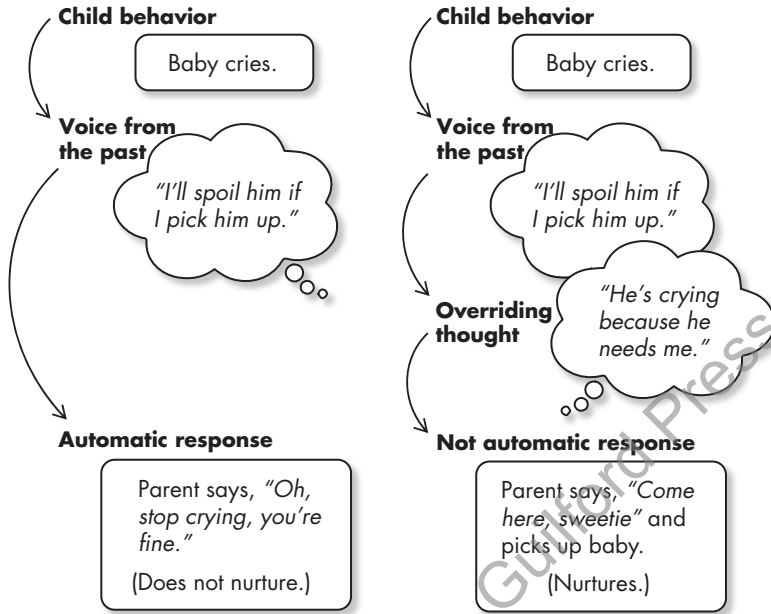 Child behavior
Baby cries.
Voice from
the past
"I'll spoil him if
I pick him up."
Automatic response
Parent says, "Oh,
stop crying, you're
fine."
(Does not nurture.)
Child behavior
Baby cries.
Voice from
the past
"I'll spoil him if
I pick him up."
Overriding
thought
"He's crying
because he
needs me."
Not automatic response
Parent says, "Come
here, sweetie" and
picks up baby.
(Nurtures.)
Guilford Press